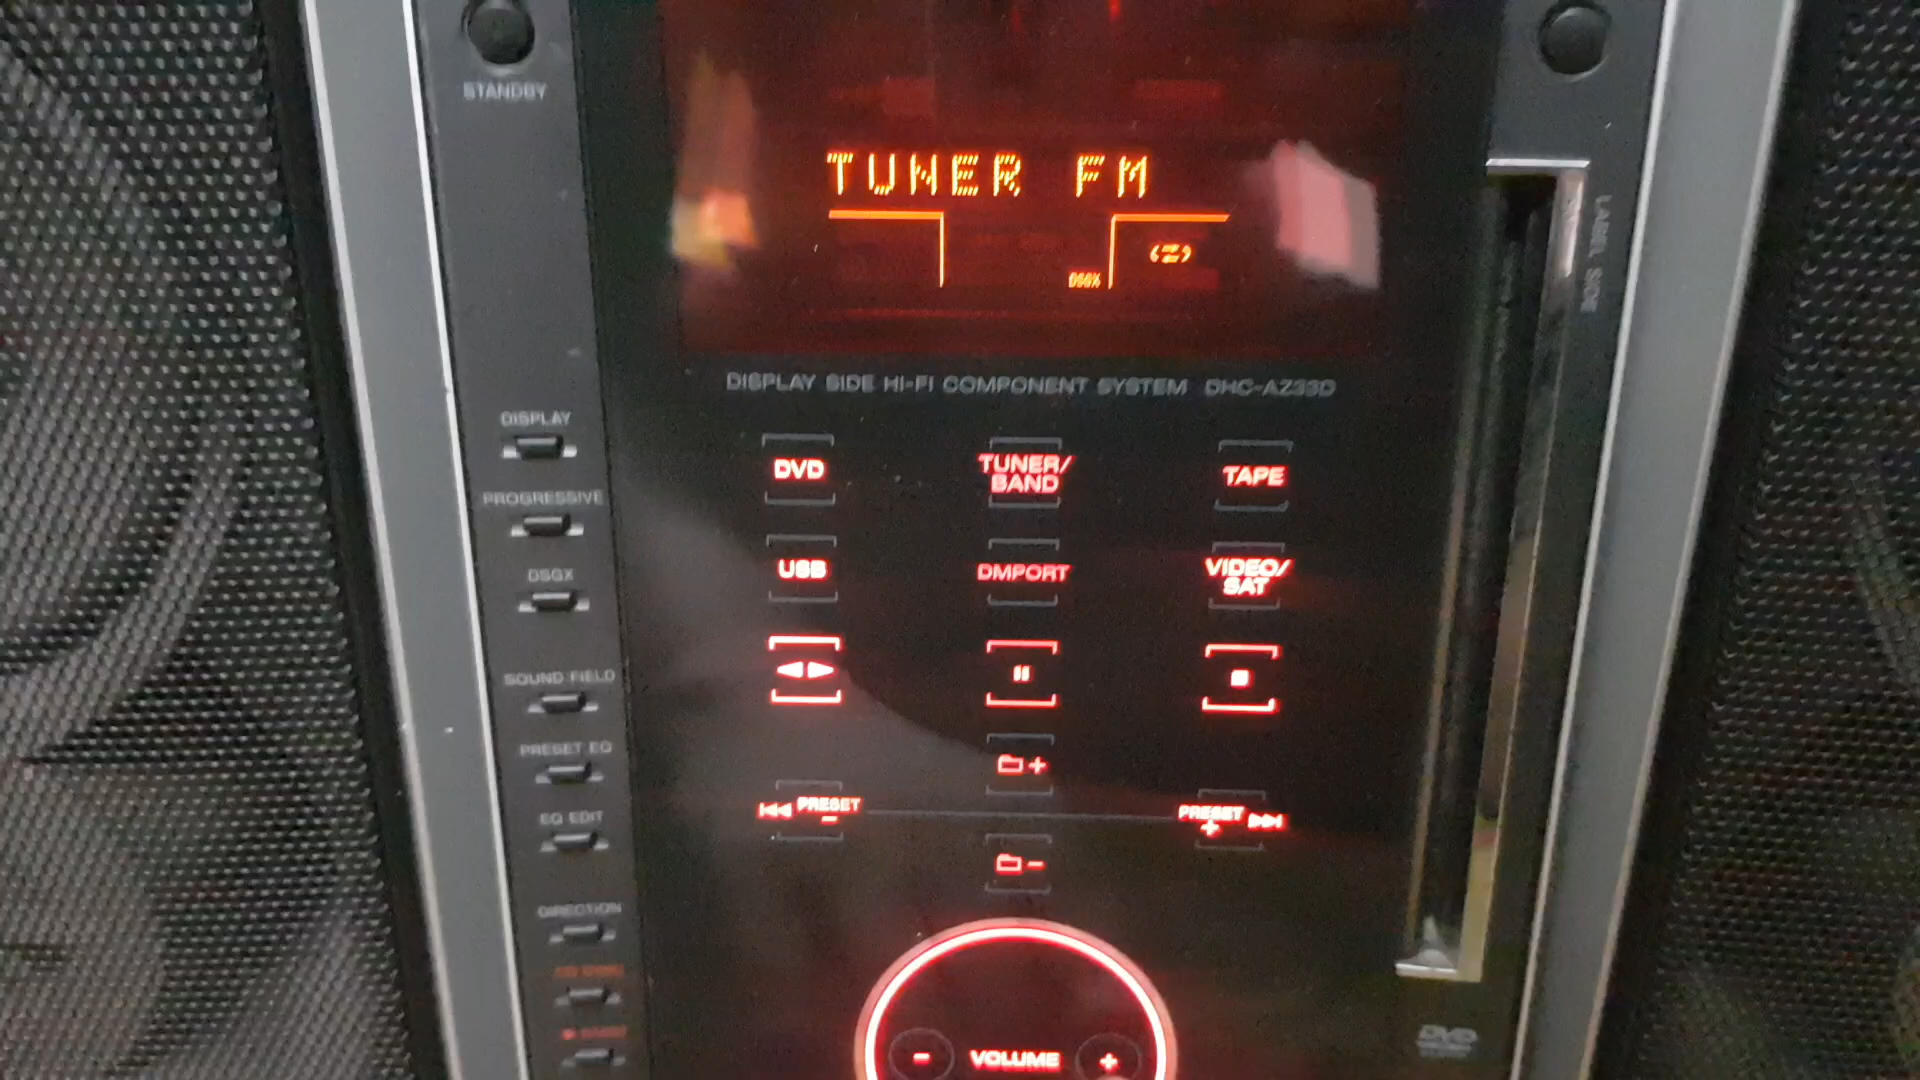 STANDBY
TUNER FM
DSGX
LABEL SIDE
DISPLAY SIDE HI-FI COMPONENT SYSTEM DHC-AZ33D
DISPLAY
DVD
TUNER/
BAND
TAPE
PROGRESSIVE
USB
DMPORT
VIDEO/
SAT
DSGX
SOUND FIELD
PRESET EQ
+
PRESET
−
PRESET
+
EQ EDIT
−
DIRECTION
DVD
− VOLUME +